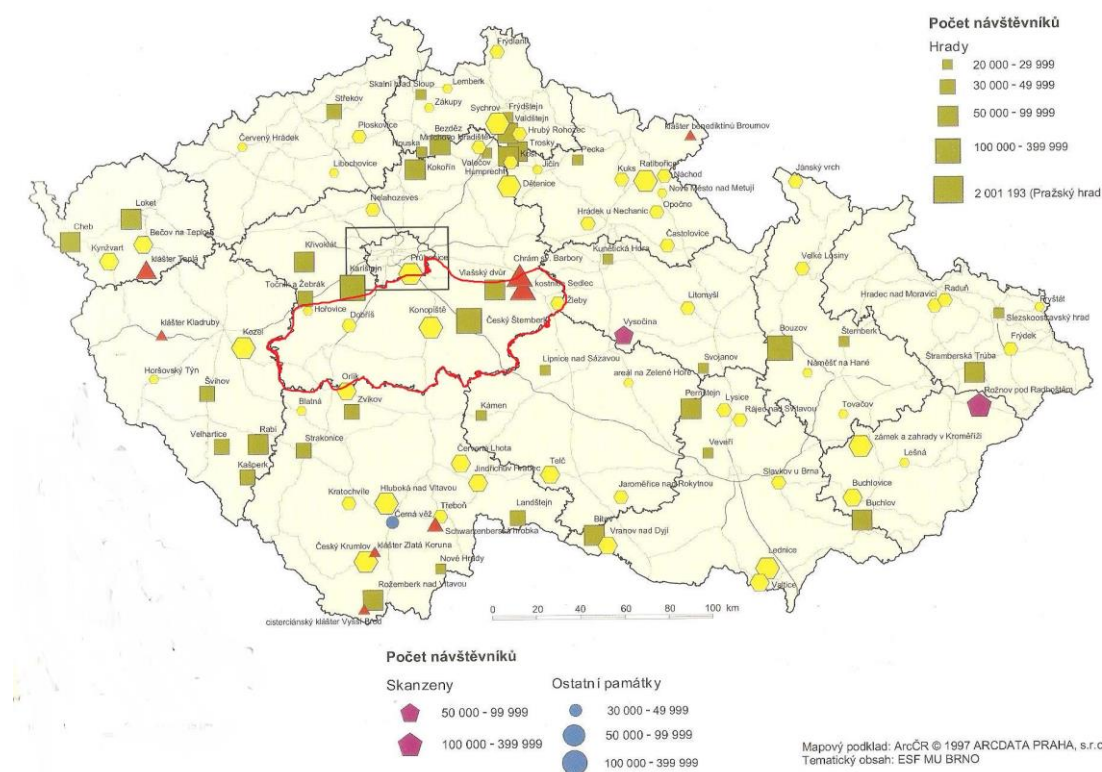 Počet návštěvníků
Hrady
20 000 - 29 999
30 000 - 49 999
50 000 - 99 999
100 000 - 399 999
2 001 193 (Pražský hrad
Frýdlant
Lemberk
Skalní hrad Sloup
Zákupy
Střekov
Sychrov
Frýdštejn
Valdštejn
Ploskovice
Bezděz
Hrubý Rohozec
klášter benediktinů Broumov
Červený Hrádek
Houska
Trosky
Pecka
Kost
Valečov
Jičín
Humprecht
Libochovice
Kokořín
Ratibořice
Kuks
Náchod
Jánský vrch
Dětenice
Nové Město nad Metují
Loket
Nelahozeves
Opočno
Hrádek u Nechanic
Cheb
Bečov na Teplou
Častolovice
Kynžvart
Křivoklát
Kunětická Hora
klášter Teplá
Průhonice
Chrám sv. Barbory
Velké Losiny
Karlštejn
Vlašský dvůr
kostnice Sedlec
Točník a Žebrák
Žleby
Litomyšl
Raduň
Hradec nad Moravicí
Hořovice
Český Šternberk
Slezskoostravský hrad
Dobříš
Konopiště
Vysočina
klášter Kladruby
Kozel
Bouzov
Šternberk
Frýdek
Lipnice nad Sázavou
Svojanov
Náměšť na Hané
Štramberská Trúba
Horšovský Týn
Orlík
areál na Zelené Hoře
Rožnov pod Radhoštěm
Švihov
Blatná
Zvíkov
Kámen
Pernštejn
Lysice
Tovačov
Rájec nad Svitavou
Velhartice
Rabí
Strakonice
Veveří
zámek a zahrady v Kroměříži
Kašperk
Červená Lhota
Telč
Lešná
Jindřichův Hradec
Slavkov u Brna
Kratochvíle
Hluboká nad Vltavou
Jaroměřice nad Rokytnou
Buchlovice
Třeboň
Landštejn
Buchlov
Černá věž
Schwarzenberská hrobka
Vranov nad Dyjí
Český Krumlov
klášter Zlatá Koruna
Nové Hrady
Lednice
Rožemberk nad Vltavou
Valtice
cisterciánský klášter Vyšší Brod
0 20 40 60 80 100 km
Počet návštěvníků
Skanzeny
50 000 - 99 999
100 000 - 399 999
Ostatní památky
30 000 - 49 999
50 000 - 99 999
100 000 - 399 999
Mapový podklad: ArcČR © 1997 ARCDATA PRAHA, s.r.o
Tematický obsah: ESF MU BRNO